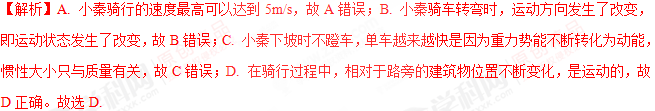 【解析】A. 小秦骑行的速度最高可以达到 5m/s，故 A 错误；B. 小秦骑车转弯时，运动方向发生了改变，
即运动状态发生了改变，故 B 错误；C. 小秦下坡时不蹬车，单车越来越快是因为重力势能不断转化为动能，
惯性大小只与质量有关，故 C 错误；D. 在骑行过程中，相对于路旁的建筑物位置不断变化，是运动的，故
D 正确。故选 D.